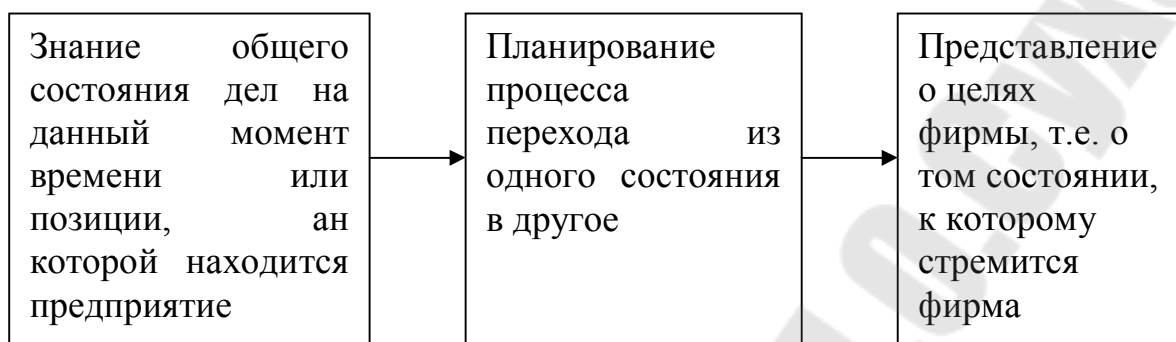 Знание общего
состояния дел на
данный момент
времени или
позиции, ан
которой находится
предприятие
Планирование
процесса
перехода из
одного состояния
в другое
Представление
о целях
фирмы, т.е. о
том состоянии,
к которому
стремится
фирма